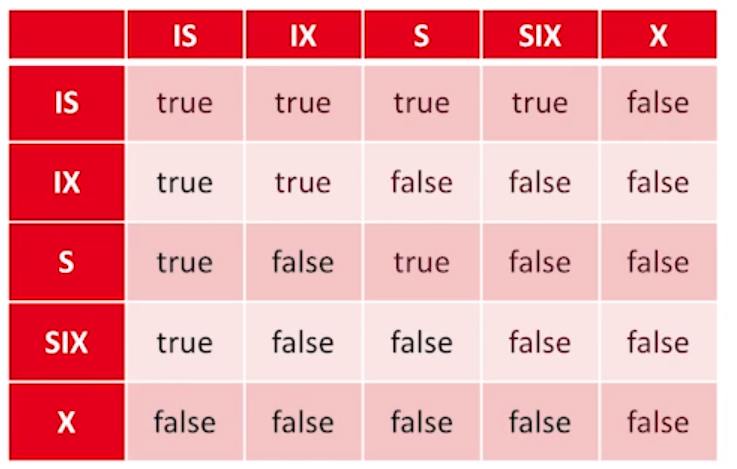 IS IX S SIX X
IS true true true true false
IX true true false false false
S true false true false false
SIX true false false false false
X false false false false false